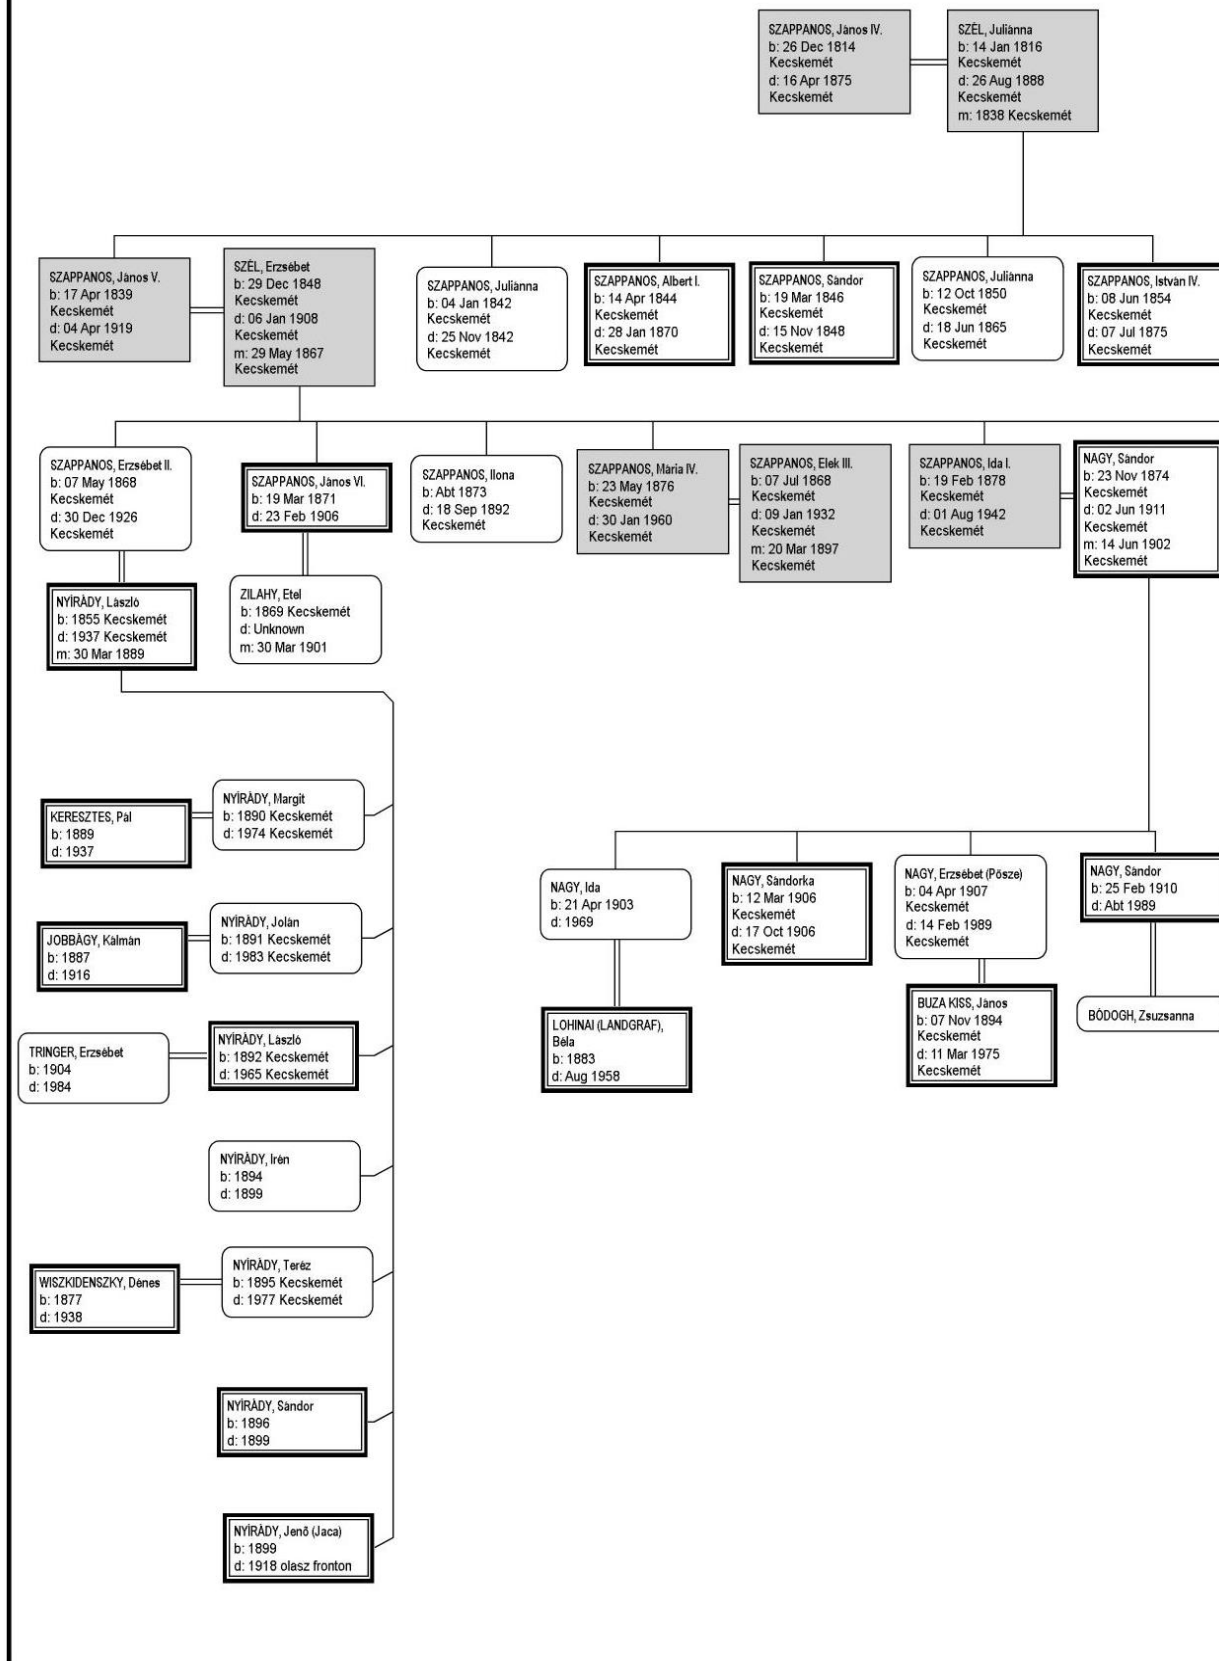 SZAPPANOS, János IV.
b: 26 Dec 1814
Kecskemét
d: 16 Apr 1875
Kecskemét
SZÉL, Juliánna
b: 14 Jan 1816
Kecskemét
d: 26 Aug 1888
Kecskemét
m: 1838 Kecskemét
SZAPPANOS, János V.
b: 17 Apr 1839
Kecskemét
d: 04 Apr 1919
Kecskemét
SZÉL, Erzsébet
b: 29 Dec 1848
Kecskemét
d: 06 Jan 1908
Kecskemét
m: 29 May 1867
Kecskemét
SZAPPANOS, Juliánna
b: 04 Jan 1842
Kecskemét
d: 25 Nov 1842
Kecskemét
SZAPPANOS, Albert I.
b: 14 Apr 1844
Kecskemét
d: 28 Jan 1870
Kecskemét
SZAPPANOS, Sándor
b: 19 Mar 1846
Kecskemét
d: 15 Nov 1848
Kecskemét
SZAPPANOS, Juliánna
b: 12 Oct 1850
Kecskemét
d: 18 Jun 1865
Kecskemét
SZAPPANOS, István IV.
b: 08 Jun 1854
Kecskemét
d: 07 Jul 1875
Kecskemét
SZAPPANOS, Erzsébet II.
b: 07 May 1868
Kecskemét
d: 30 Dec 1926
Kecskemét
SZAPPANOS, János VI.
b: 19 Mar 1871
d: 23 Feb 1906
SZAPPANOS, Ilona
b: Abt 1873
d: 18 Sep 1892
Kecskemét
SZAPPANOS, Mária IV.
b: 23 May 1876
Kecskemét
d: 30 Jan 1960
Kecskemét
SZAPPANOS, Elek III.
b: 07 Jul 1868
Kecskemét
d: 09 Jan 1932
Kecskemét
m: 20 Mar 1897
Kecskemét
SZAPPANOS, Ida I.
b: 19 Feb 1878
Kecskemét
d: 01 Aug 1942
Kecskemét
NAGY, Sándor
b: 23 Nov 1874
Kecskemét
d: 02 Jun 1911
Kecskemét
m: 14 Jun 1902
Kecskemét
NYÍRÁDY, László
b: 1855 Kecskemét
d: 1937 Kecskemét
m: 30 Mar 1889
ZILAHY, Etel
b: 1869 Kecskemét
d: Unknown
m: 30 Mar 1901
KERESZTES, Pál
b: 1889
d: 1937
NYÍRÁDY, Margit
b: 1890 Kecskemét
d: 1974 Kecskemét
JOBBÁGY, Kálmán
b: 1887
d: 1916
NYÍRÁDY, Jolán
b: 1891 Kecskemét
d: 1983 Kecskemét
TRINGER, Erzsébet
b: 1904
d: 1984
NYÍRÁDY, László
b: 1892 Kecskemét
d: 1965 Kecskemét
NYÍRÁDY, Irén
b: 1894
d: 1899
WISZKIDENSZKY, Dénes
b: 1877
d: 1938
NYÍRÁDY, Teréz
b: 1895 Kecskemét
d: 1977 Kecskemét
NYÍRÁDY, Sándor
b: 1896
d: 1899
NYÍRÁDY, Jenő (Jaca)
b: 1899
d: 1918 olasz fronton
NAGY, Ida
b: 21 Apr 1903
d: 1969
NAGY, Sándorka
b: 12 Mar 1906
Kecskemét
d: 17 Oct 1906
Kecskemét
NAGY, Erzsébet (Pősze)
b: 04 Apr 1907
Kecskemét
d: 14 Feb 1989
Kecskemét
NAGY, Sándor
b: 25 Feb 1910
d: Abt 1989
LOHINAI (LANDGRAF),
Béla
b: 1883
d: Aug 1958
BUZA KISS, János
b: 07 Nov 1894
Kecskemét
d: 11 Mar 1975
Kecskemét
BÓDOGH, Zsuzsanna